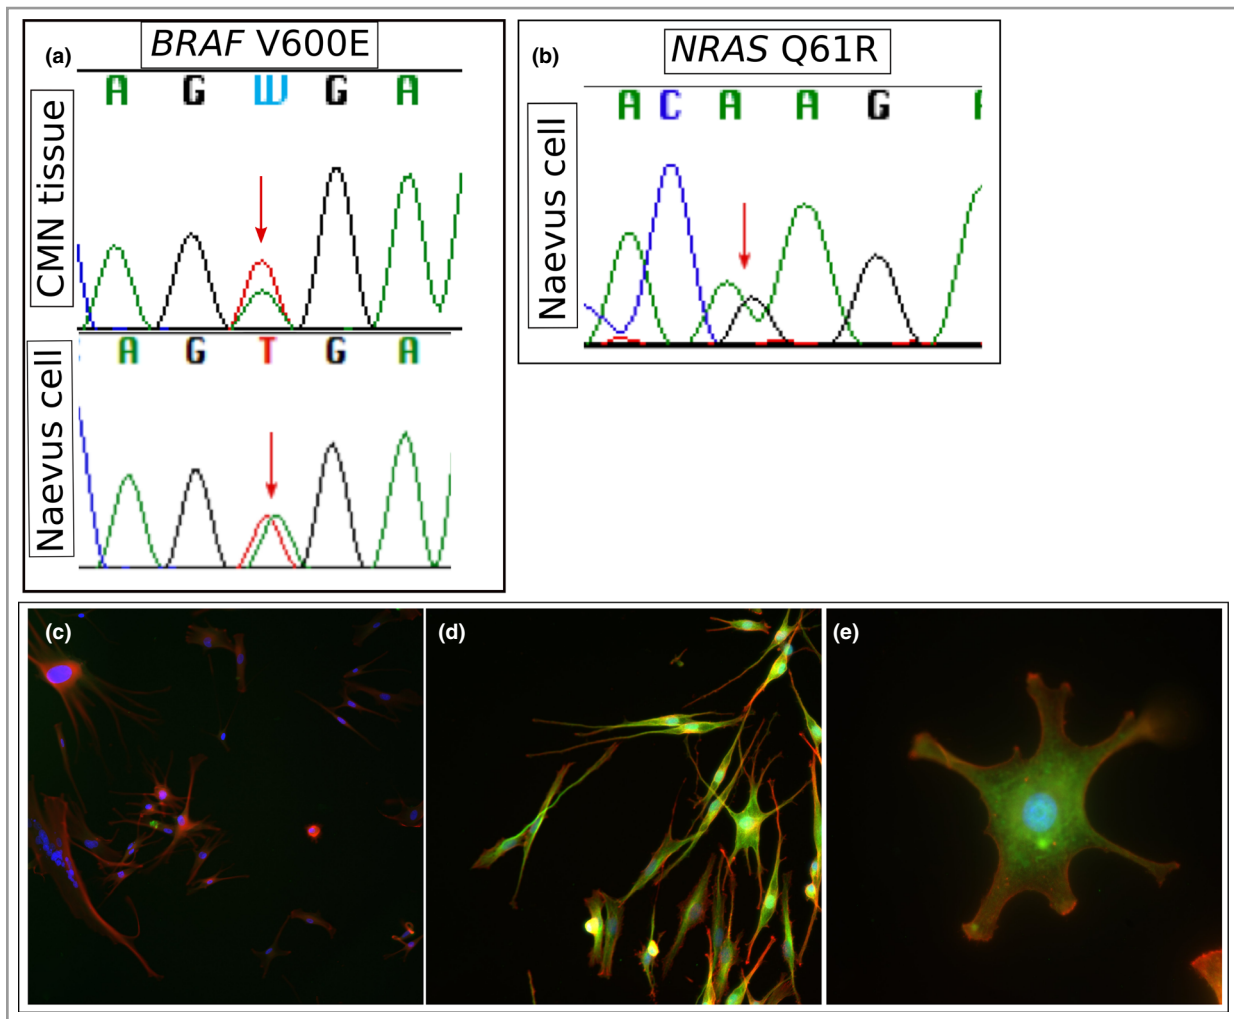 (a)
BRAF V600E
CMN tissue
A G W G A
Naevus cell
A G T G A
(b)
NRAS Q61R
Naevus cell
A C A A G
(c)
(d)
(e)